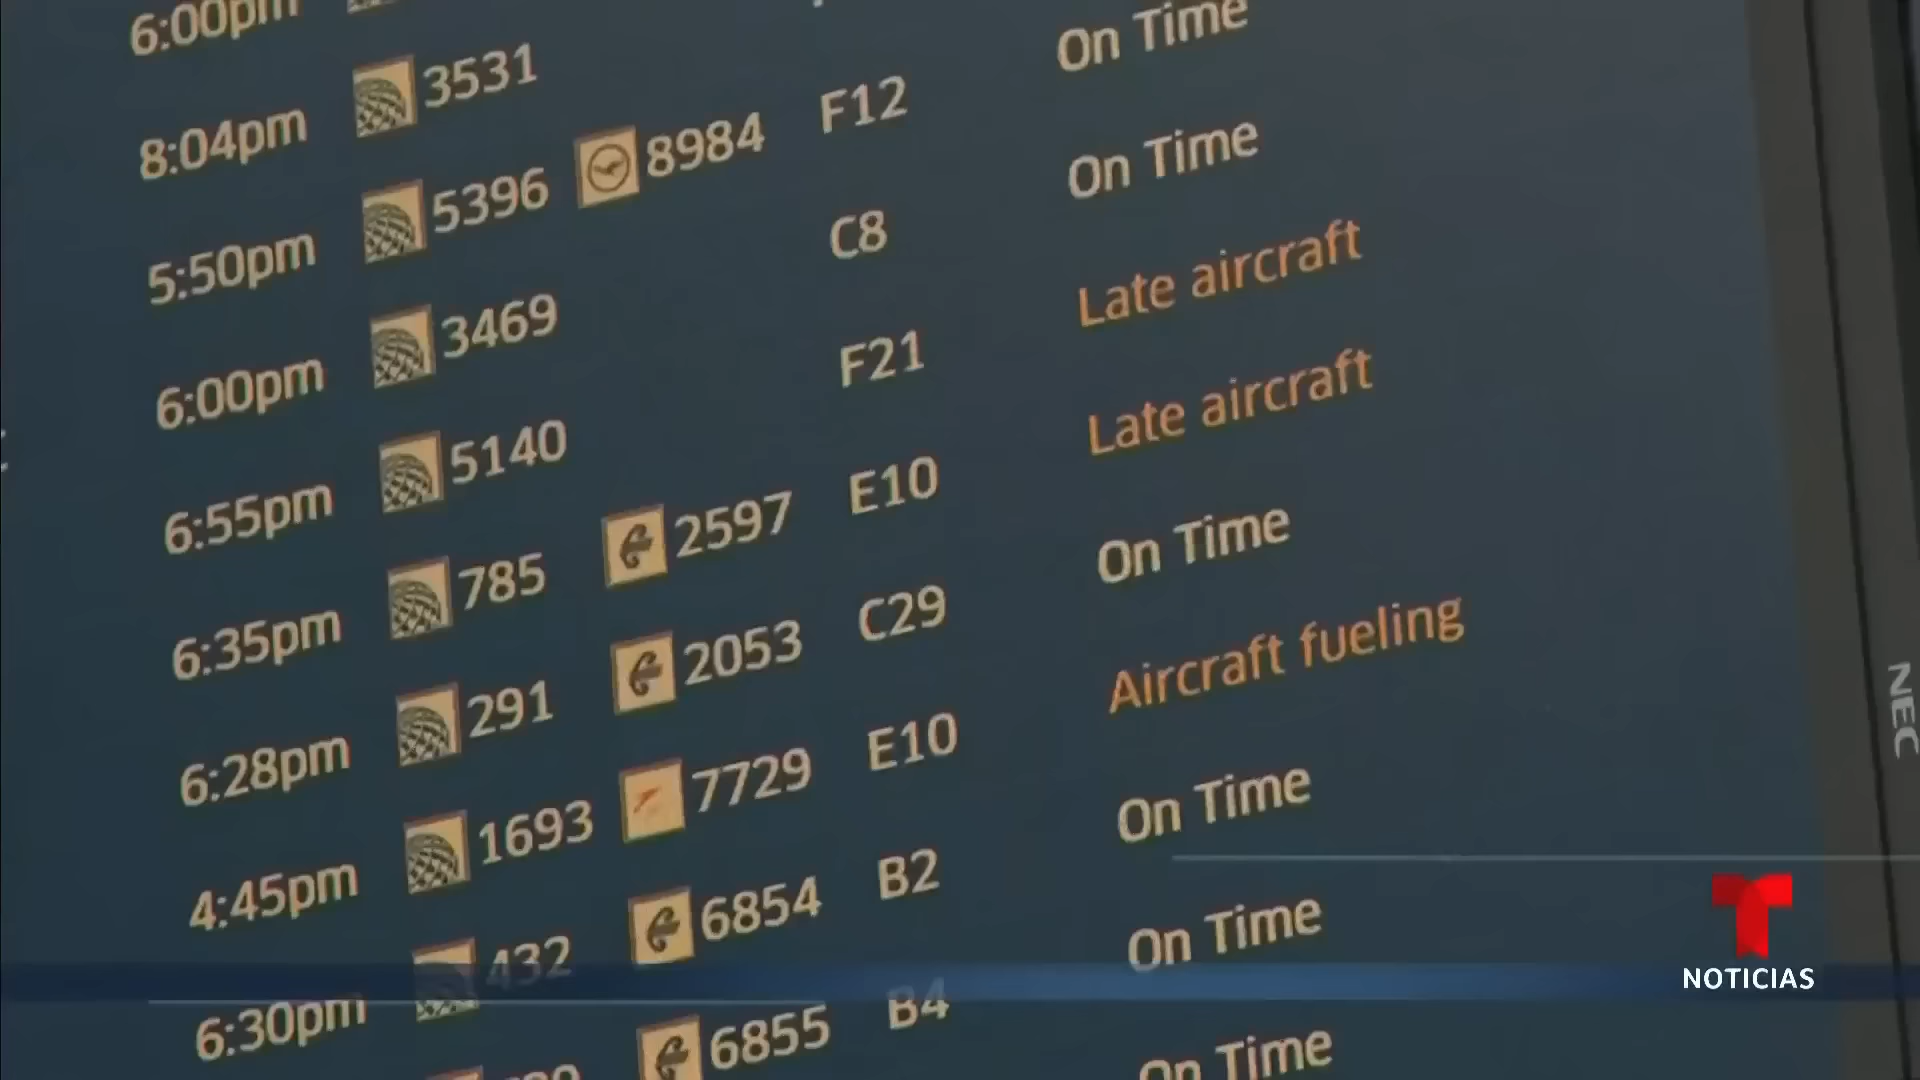 6:00pm
8:04pm 3531
5:50pm 5396 8984 F12 On Time
6:00pm 3469 C8 On Time
6:55pm 5140 F21 Late aircraft
6:35pm 785 2597 E10 Late aircraft
6:28pm 291 2053 C29 On Time
4:45pm 1693 7729 E10 Aircraft fueling
6:30pm 432 6854 B2 On Time
6855 B4 On Time
On Time
NEC
NOTICIAS